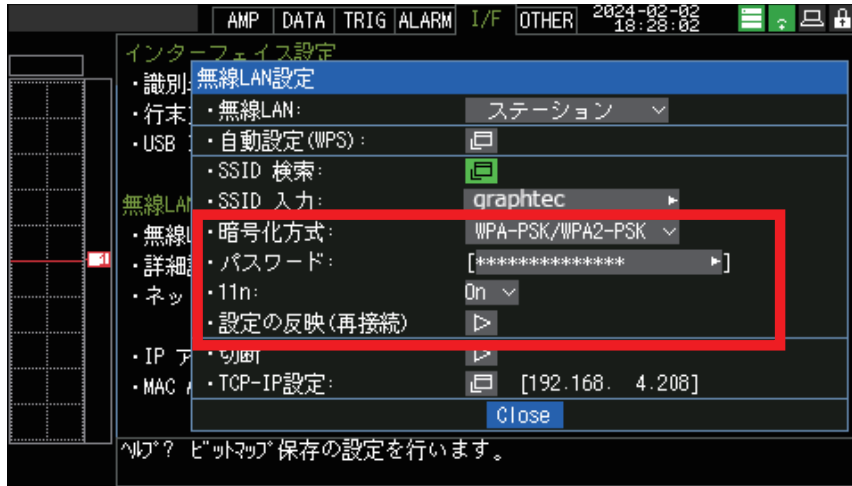 AMP DATA TRIG ALARM I/F OTHER 2024-02-02 18:28:02
インターフェイス設定
・識別
無線LAN設定
・行末
・無線LAN: ステーション
・USB
・自動設定(WPS):
・SSID 検索:
無線LAN
・SSID 入力: graphtec
・無線L
・暗号化方式: WPA-PSK/WPA2-PSK
・詳細
・パスワード: [**************]
1
・ネッ
・11n: On
・設定の反映(再接続)
・IP ア
・切断
・MAC
・TCP-IP設定: [192.168. 4.208]
Close
ヘルプ? ビットマップ保存の設定を行います。